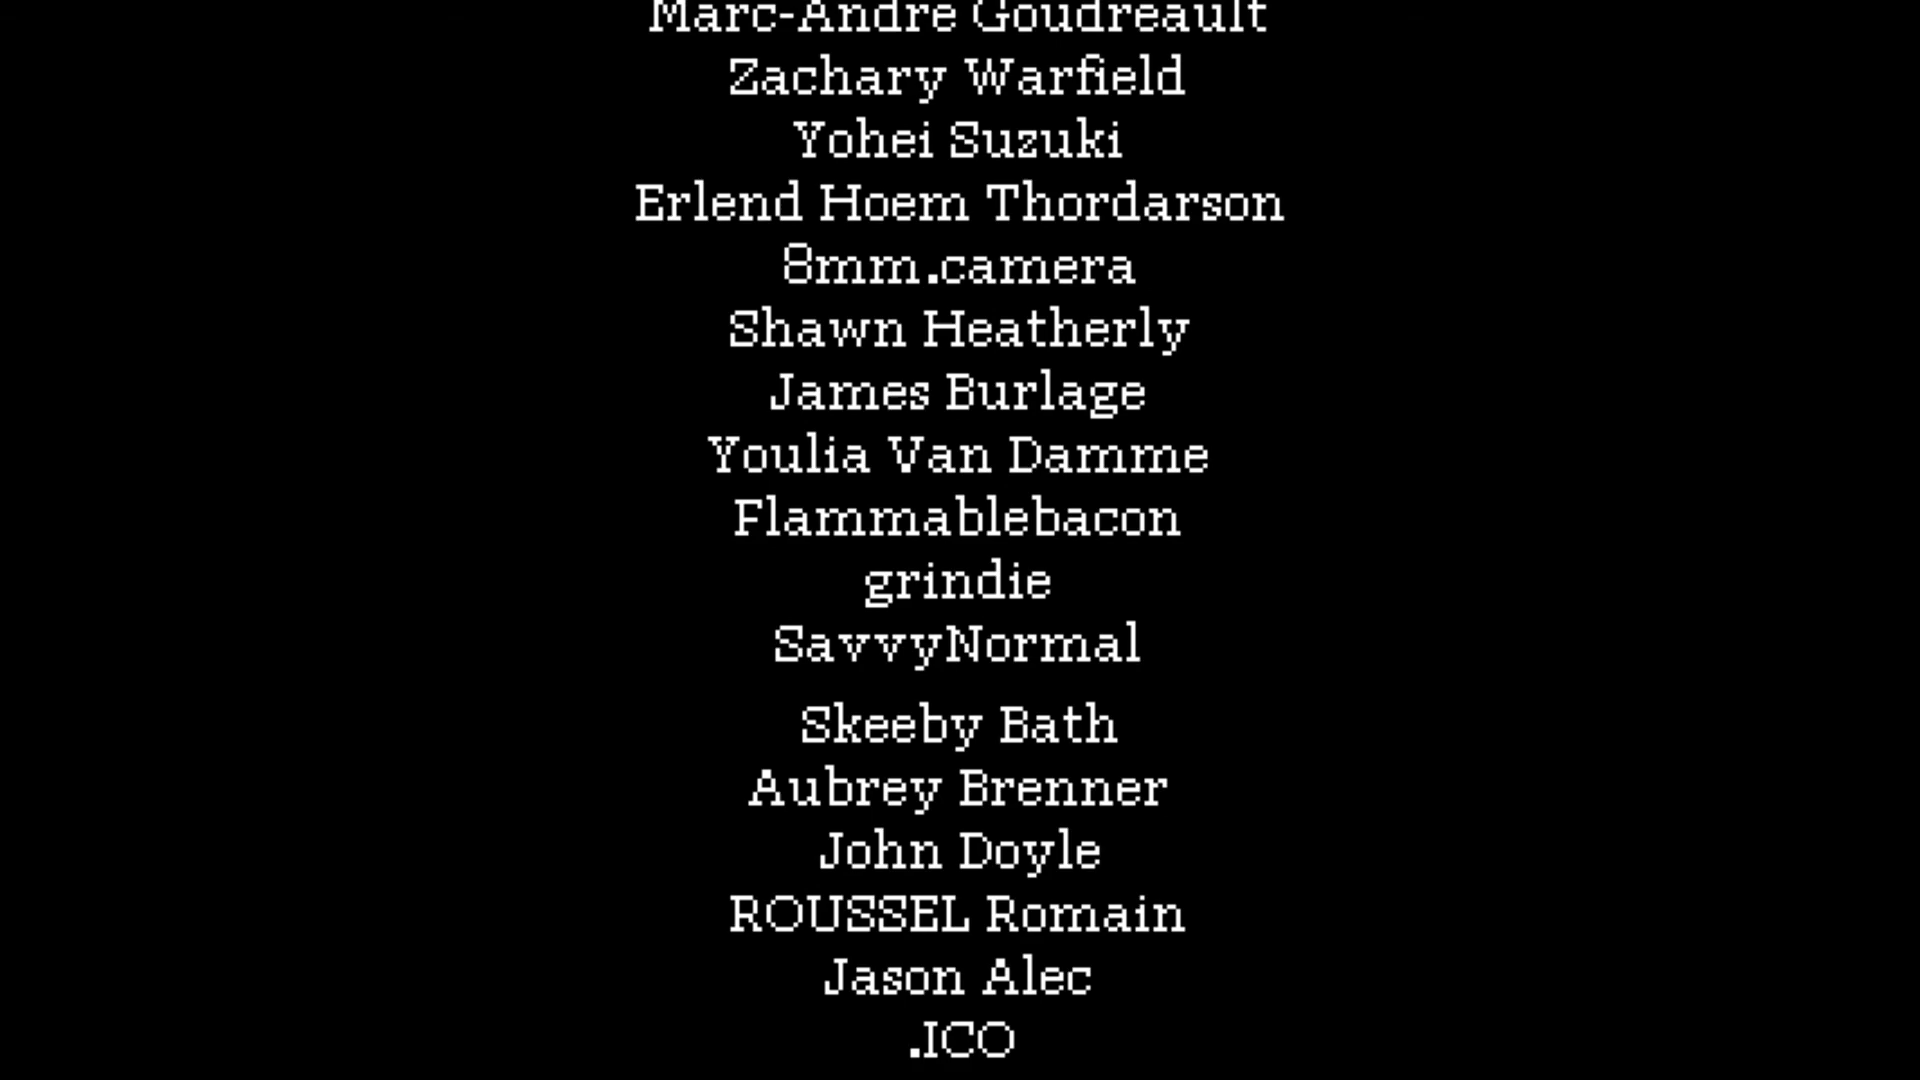 Marc-Andre Goudreault
Zachary Warfield
Yohei Suzuki
Erlend Hoem Thordarson
8mm.camera
Shawn Heatherly
James Burlage
Youlia Van Damme
Flammablebacon
grindie
SavvyNormal
Skeeby Bath
Aubrey Brenner
John Doyle
ROUSSEL Romain
Jason Alec
.ICO